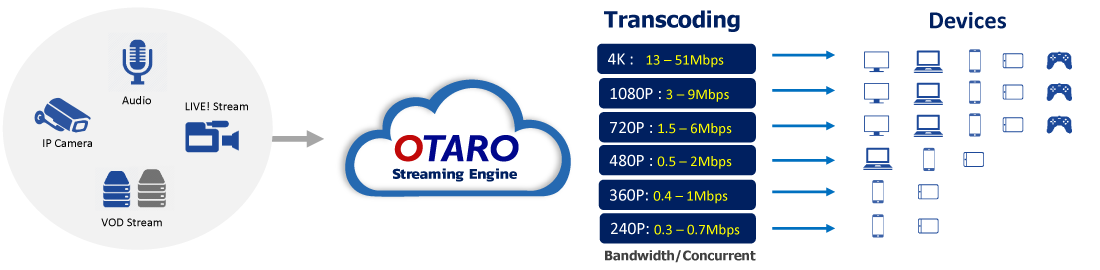 Audio
LIVE! Stream
IP Camera
VOD Stream
OTARO
Streaming Engine
Transcoding
4K : 13 – 51Mbps
1080P : 3 – 9Mbps
720P : 1.5 – 6Mbps
480P : 0.5 – 2Mbps
360P: 0.4 – 1Mbps
240P: 0.3 – 0.7Mbps
Bandwidth/Concurrent
Devices